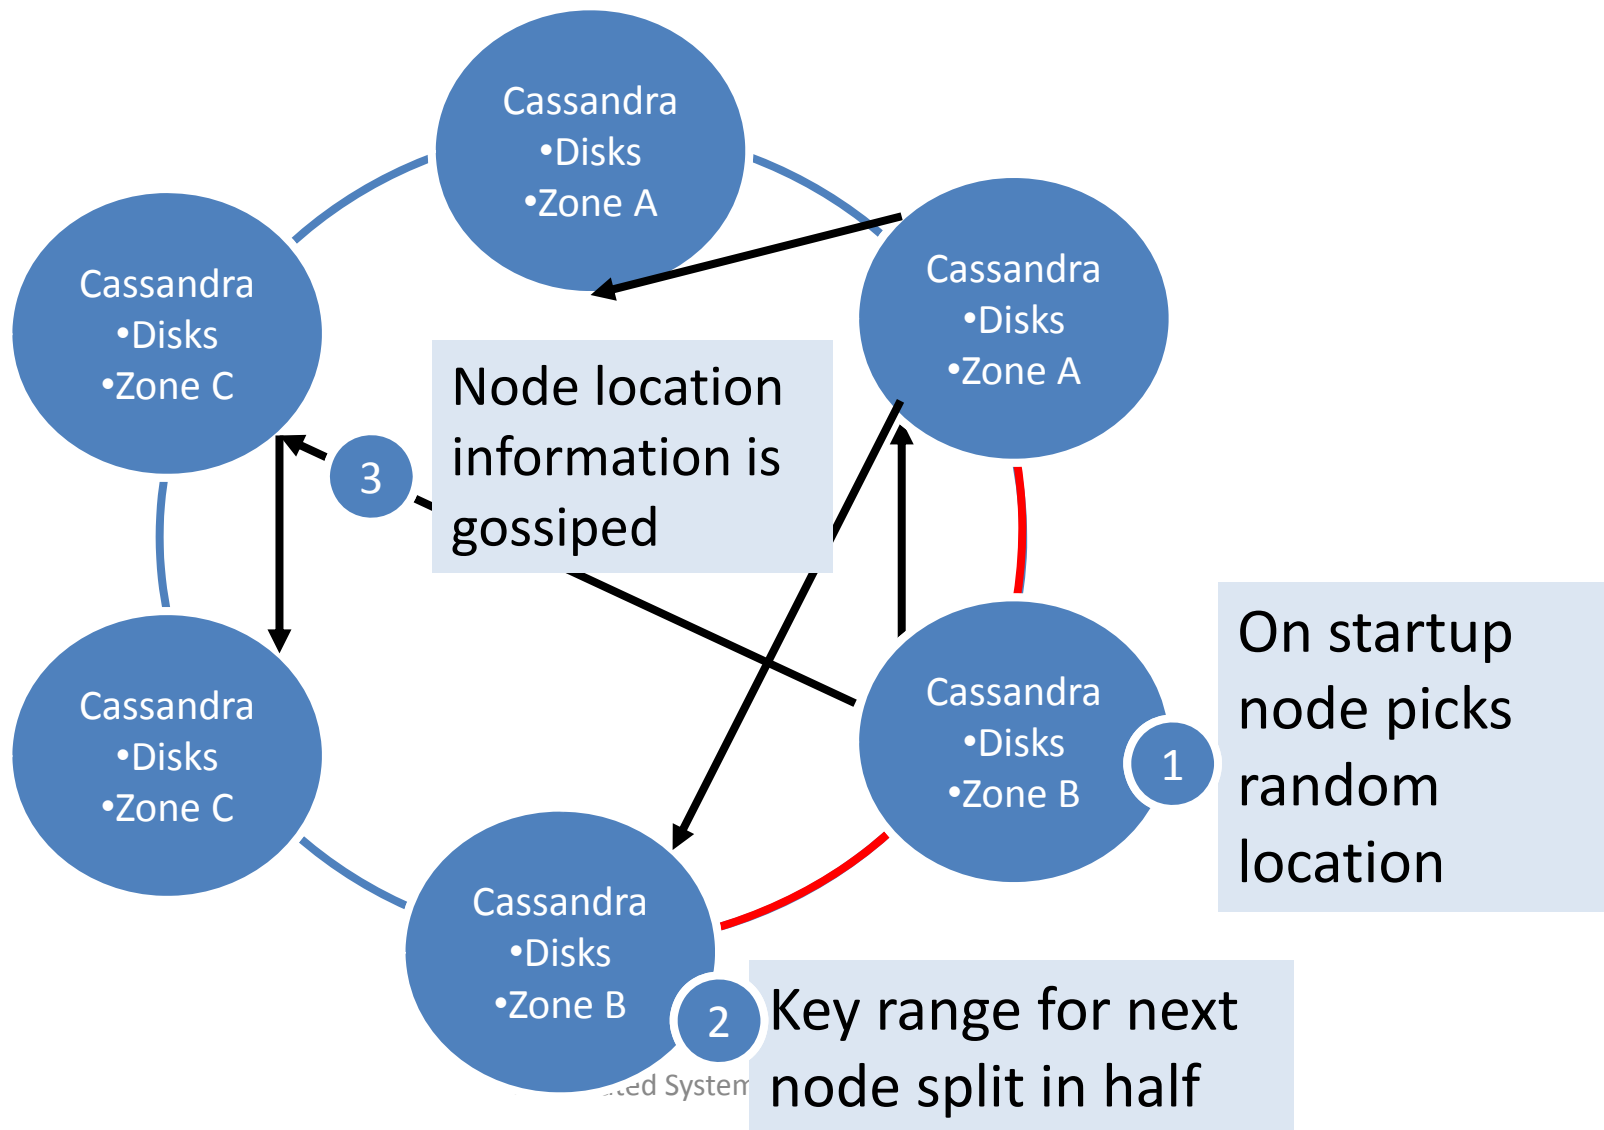 Cassandra
•Disks
•Zone A
Cassandra
•Disks
•Zone A
Cassandra
•Disks
•Zone C
Node location
information is
gossiped
3
On startup
node picks
random
location
Cassandra
•Disks
•Zone B
1
Cassandra
•Disks
•Zone C
Cassandra
•Disks
•Zone B
2
Key range for next
node split in half